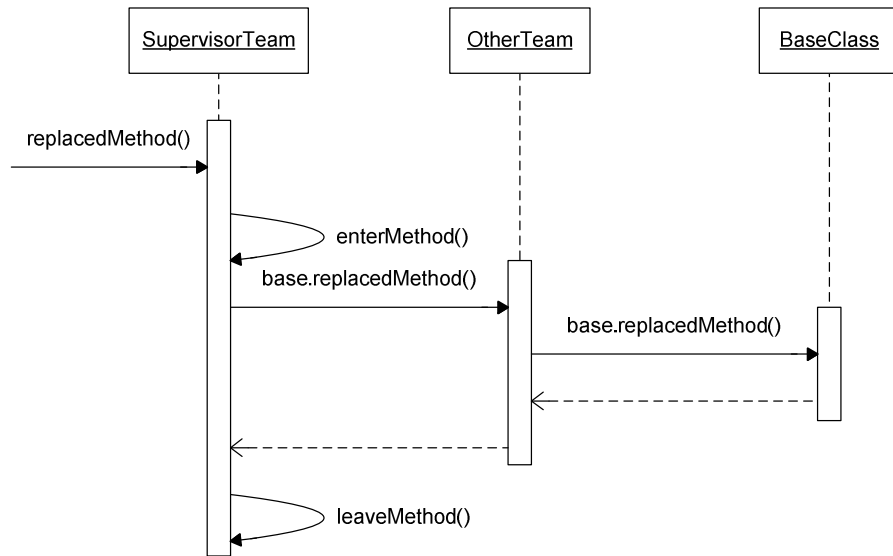 SupervisorTeam
OtherTeam
BaseClass
replacedMethod()
enterMethod()
base.replacedMethod()
base.replacedMethod()
leaveMethod()